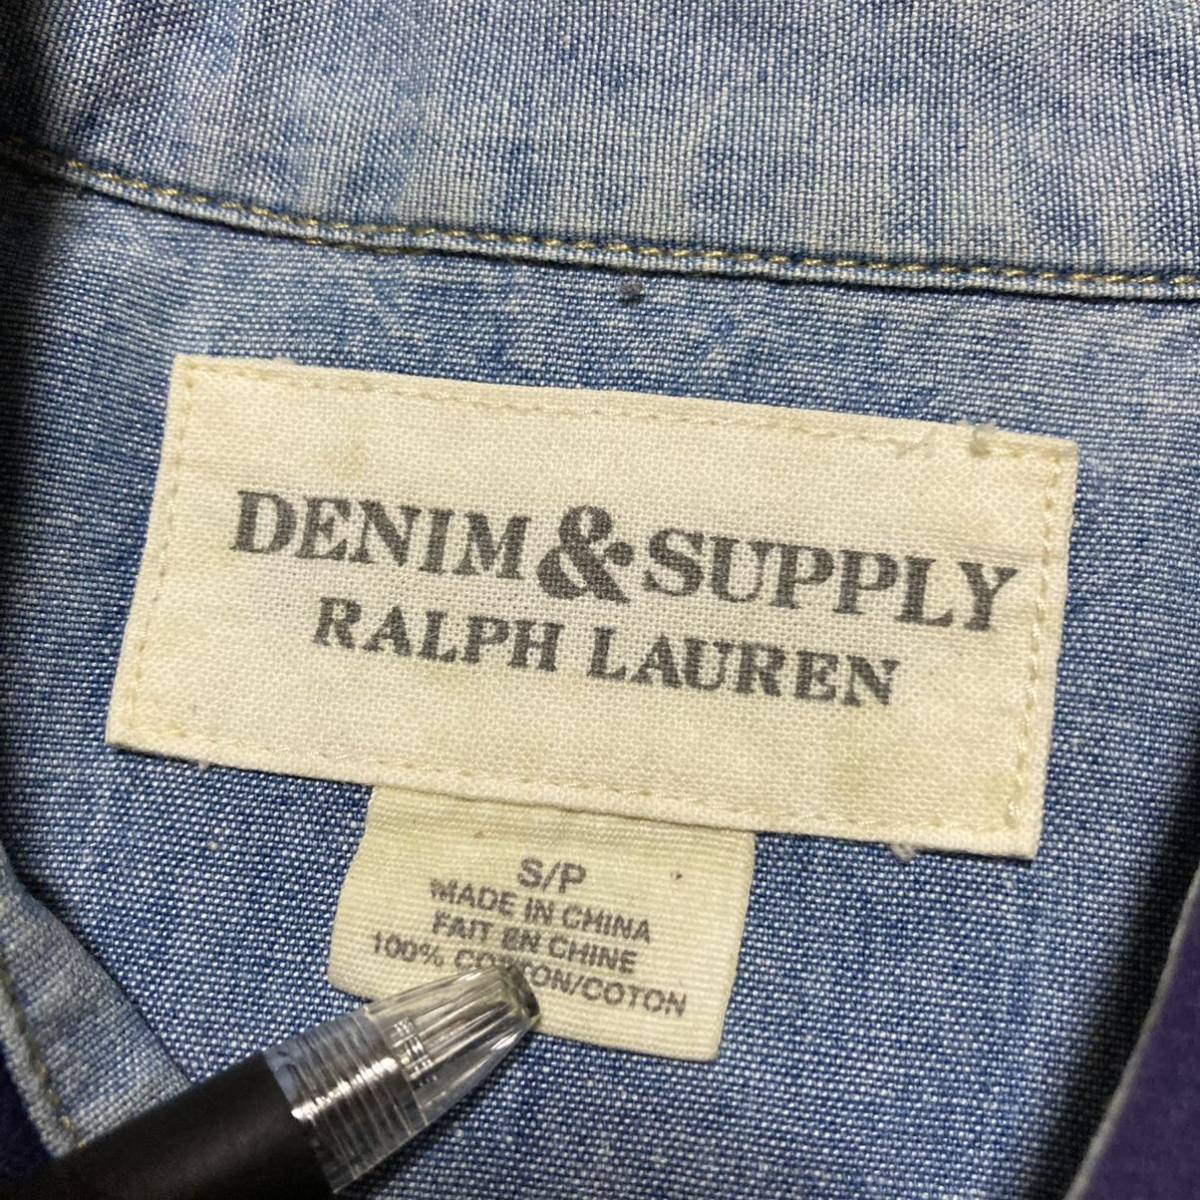 DENIM & SUPPLY
RALPH LAUREN
S/P
MADE IN CHINA
FAIT EN CHINE
100% COTTON/COTON